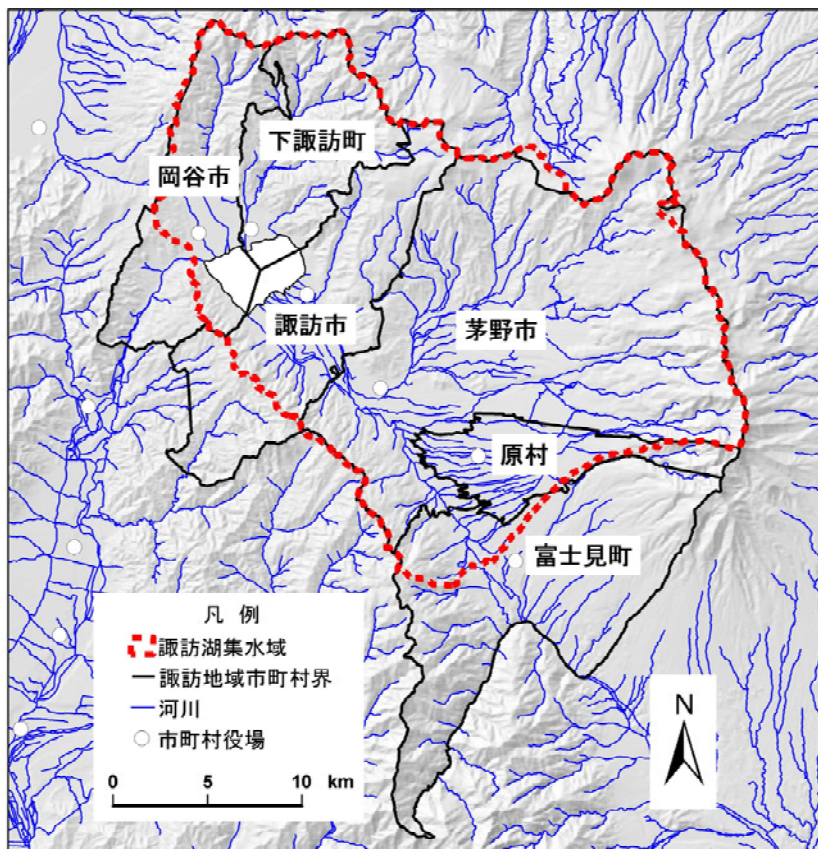 下諏訪町
岡谷市
諏訪市
茅野市
原村
富士見町
凡 例
諏訪湖集水域
諏訪地域市町村界
河川
市町村役場
0 5 10 km
N